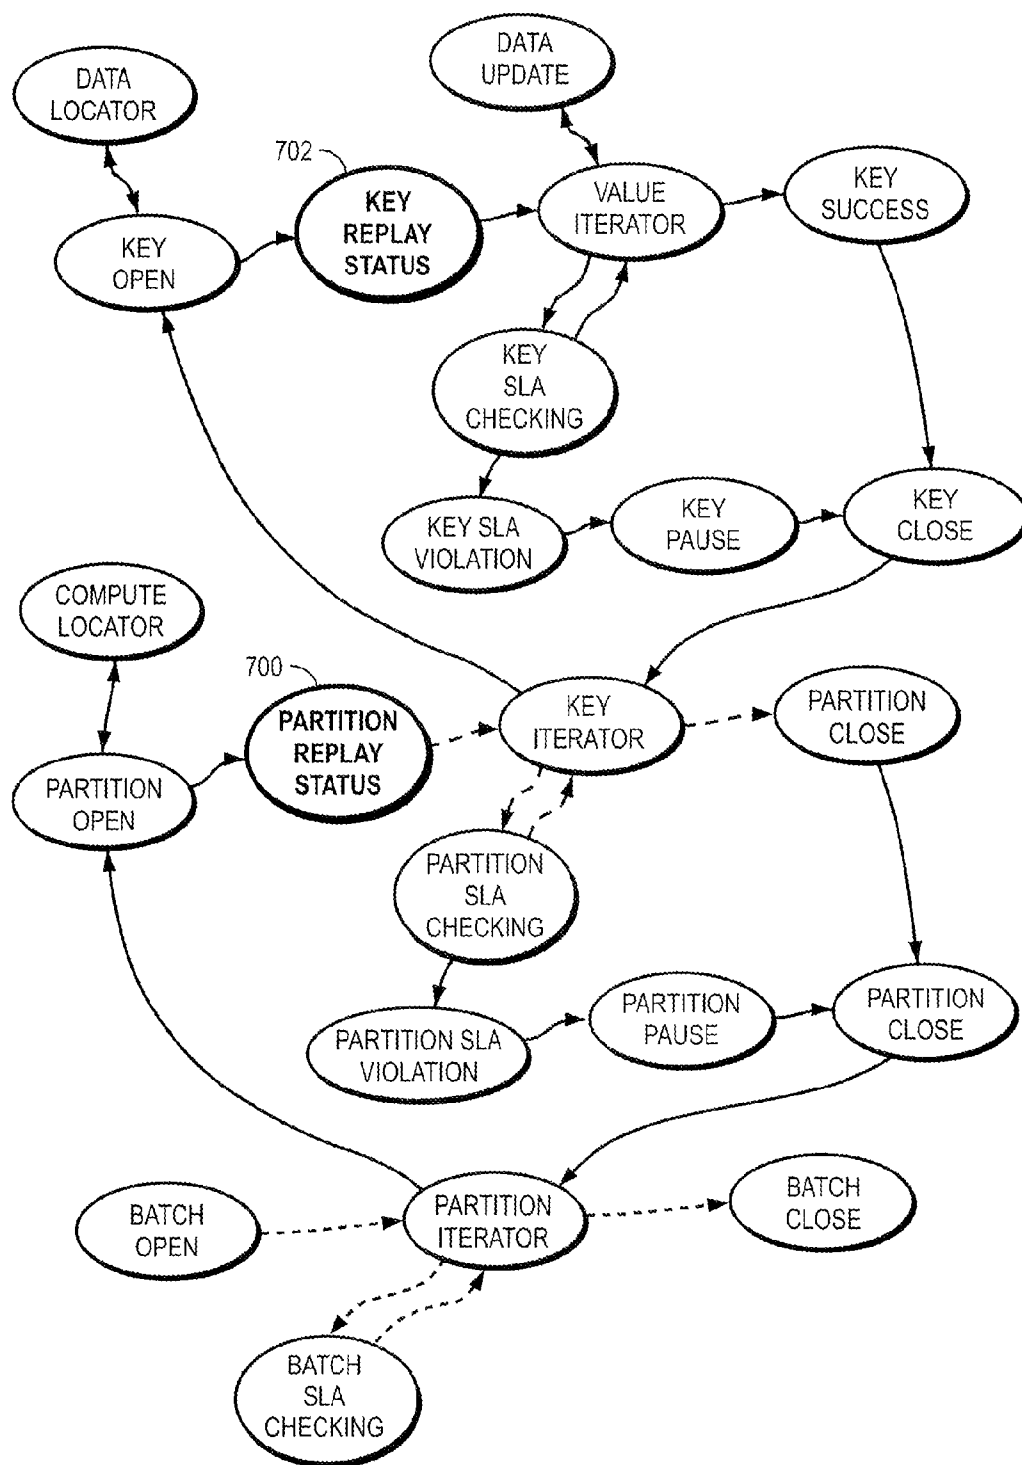 DATA
LOCATOR
DATA
UPDATE
702
KEY
REPLAY
STATUS
VALUE
ITERATOR
KEY
SUCCESS
KEY
OPEN
KEY
SLA
CHECKING
KEY SLA
VIOLATION
KEY
PAUSE
KEY
CLOSE
COMPUTE
LOCATOR
700
PARTITION
REPLAY
STATUS
KEY
ITERATOR
PARTITION
CLOSE
PARTITION
OPEN
PARTITION
SLA
CHECKING
PARTITION SLA
VIOLATION
PARTITION
PAUSE
PARTITION
CLOSE
BATCH
OPEN
PARTITION
ITERATOR
BATCH
CLOSE
BATCH
SLA
CHECKING